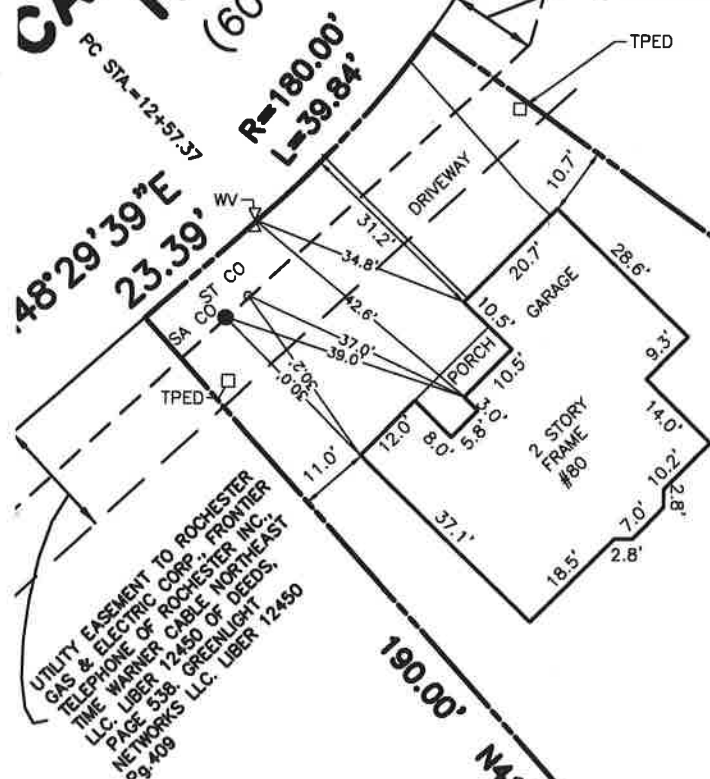 CA
(60
PC STA.=12+57.37
R=180.00'
L=39.84'
TPED
48°29'39"E
23.39'
WV
DRIVEWAY
10.7'
31.2'
34.8'
20.7'
28.6'
GARAGE
SA CO
ST CO
42.6'
10.5'
37.0'
39.0'
PORCH
10.5'
9.3'
TPED
30.0'
30.2'
3.0'
5.8'
8.0'
12.0'
11.0'
14.0'
2 STORY
FRAME
#80
10.2'
2.8'
7.0'
2.8'
18.5'
37.1'
UTILITY EASEMENT TO ROCHESTER
GAS & ELECTRIC CORP., FRONTIER
TELEPHONE OF ROCHESTER INC.,
TIME WARNER CABLE NORTHEAST
LLC. LIBER 12450 OF DEEDS,
PAGE 538. GREENLIGHT
NETWORKS LLC. LIBER 12450
Pg.409
190.00'